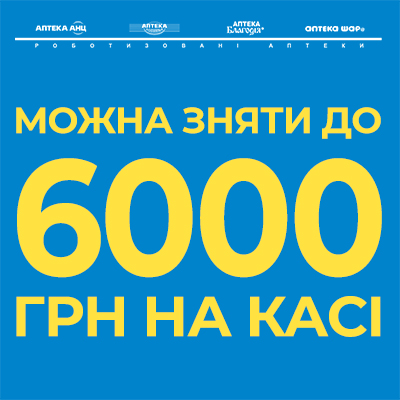 АПТЕКА АНЦ
АПТЕКА
АПТЕКА Благодія
АПТЕКА ШАР@
РОБОТИЗОВАНІ АПТЕКИ
МОЖНА ЗНЯТИ ДО
6000
ГРН НА КАСІ